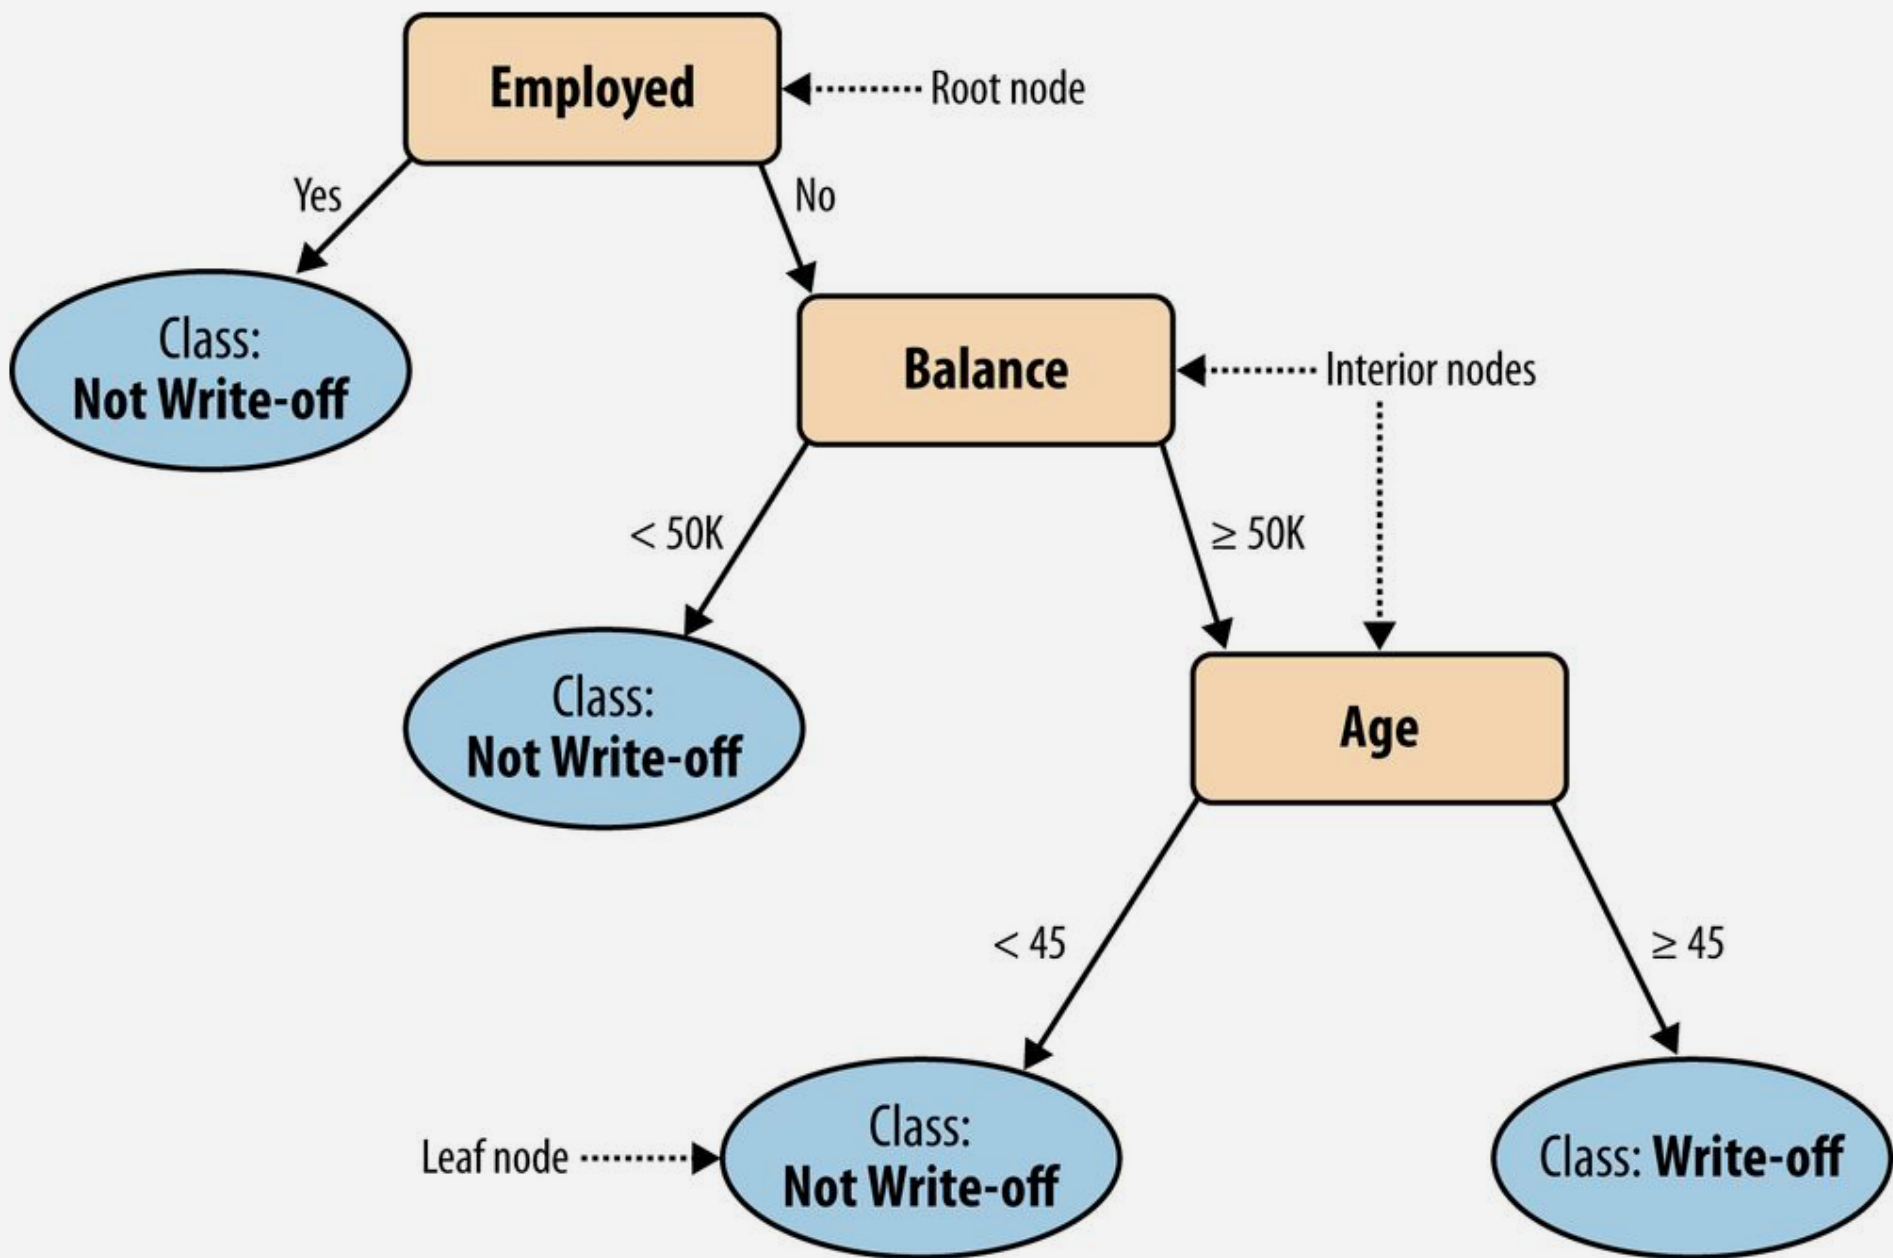 Employed
Root node
Yes
No
Class:
Not Write-off
Balance
Interior nodes
< 50K
≥ 50K
Class:
Not Write-off
Age
< 45
≥ 45
Leaf node
Class:
Not Write-off
Class: Write-off